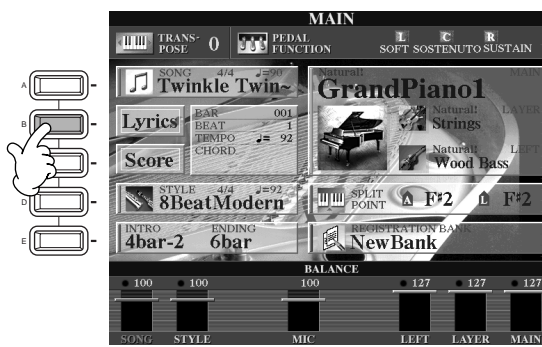 MAIN
TRANS-
POSE 0
PEDAL
FUNCTION
L C R
SOFT SOSTENUTO SUSTAIN
SONG 4/4 ♩=90
Twinkle Twin~
Natural! MAIN
GrandPiano1
Lyrics
Score
BAR 001
BEAT 1
TEMPO ♩= 92
CHORD
Natural! LAYER
Strings
Natural! LEFT
Wood Bass
STYLE 4/4 ♩=92
8BeatModern
SPLIT
POINT A F♯2 L F♯2
INTRO ENDING
4bar-2 6bar
REGISTRATION BANK
NewBank
A
B
D
E
BALANCE
100 100 100 127 127 127
SONG STYLE MIC LEFT LAYER MAIN